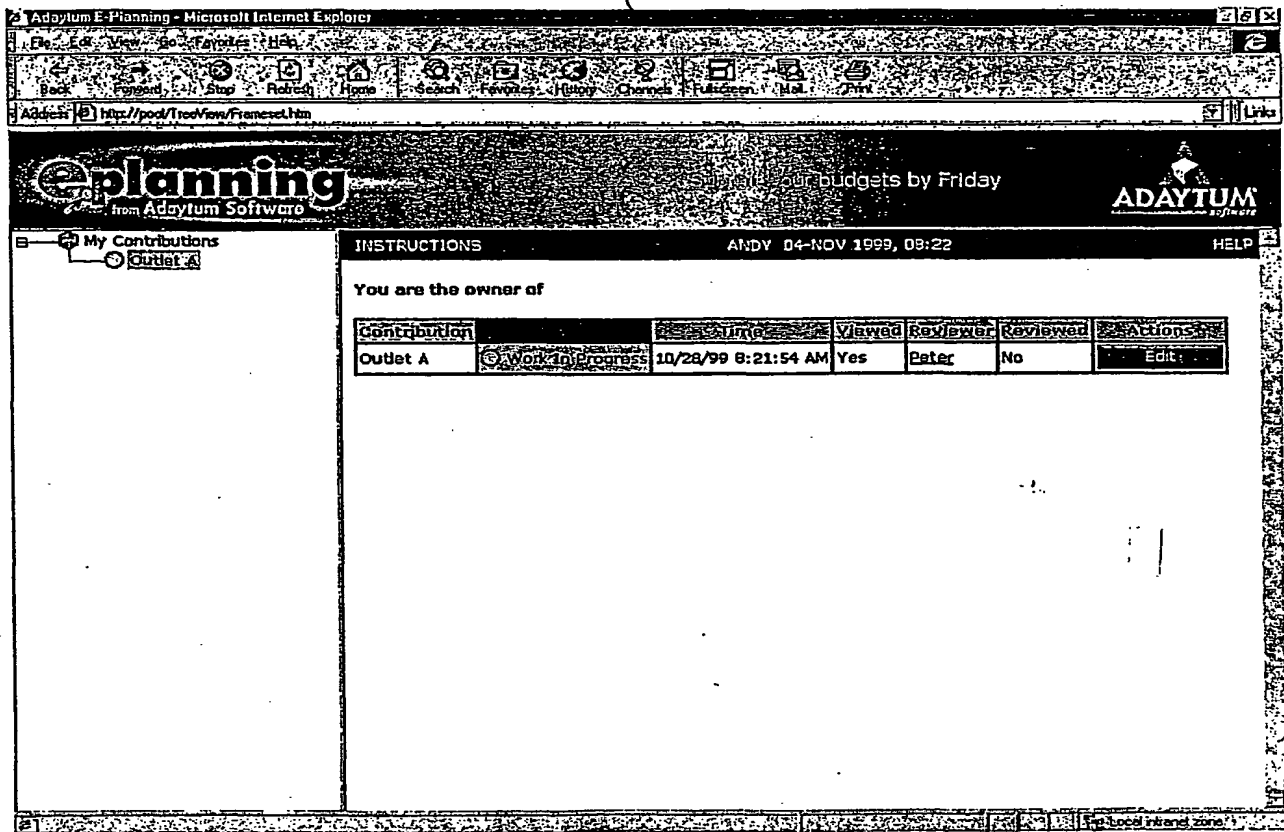 Adaytum E-Planning - Microsoft Internet Explorer
File Edit View Go Favorites Help
Back Forward Stop Refresh Home Search Favorites History Channels Fullscreen Mail Print
Address http://pool/TreeView/Frameset.htm Links
e-planning
from Adaytum Software
our budgets by Friday
ADAYTUM
software
My Contributions
Outlet A
INSTRUCTIONS ANDY 04-NOV 1999, 08:22 HELP
You are the owner of
Contribution Time Viewed Reviewer Reviewed Actions
Outlet A Work In Progress 10/28/99 8:21:54 AM Yes Peter No Edit
Local intranet zone